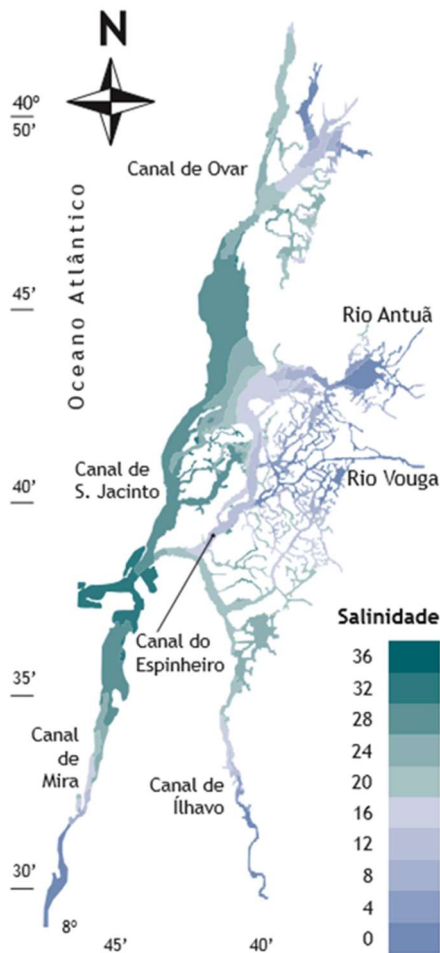 N
40º
50'
Canal de Ovar
Oceano Atlântico
45'
Rio Antuã
Canal de
S. Jacinto
Rio Vouga
40'
Canal do
Espinheiro
Salinidade
36
32
28
24
20
16
12
8
4
0
35'
Canal
de
Mira
Canal de
Ílhavo
30'
8º
45'
40'